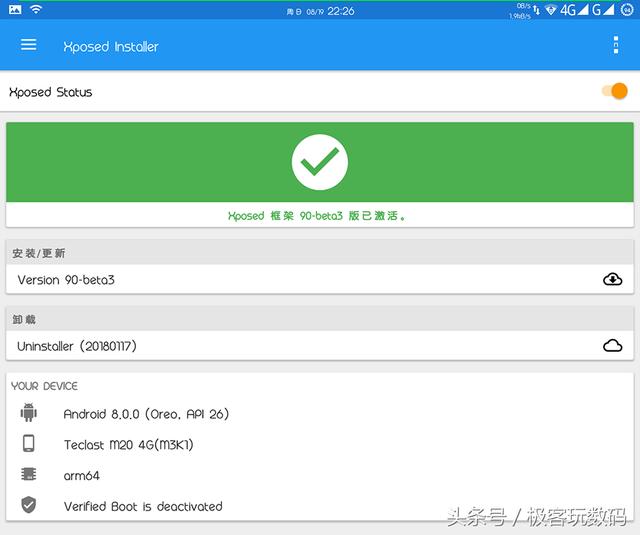 周日 08/19 22:26 0B/s 1.9kB/s 4G G 94
Xposed Installer
Xposed Status
Xposed 框架 90-beta3 版已激活。
安装/更新
Version 90-beta3
卸载
Uninstaller (20180117)
YOUR DEVICE
Android 8.0.0 (Oreo, API 26)
Teclast M20 4G(M3K1)
arm64
Verified Boot is deactivated
头条号 / 极客玩数码